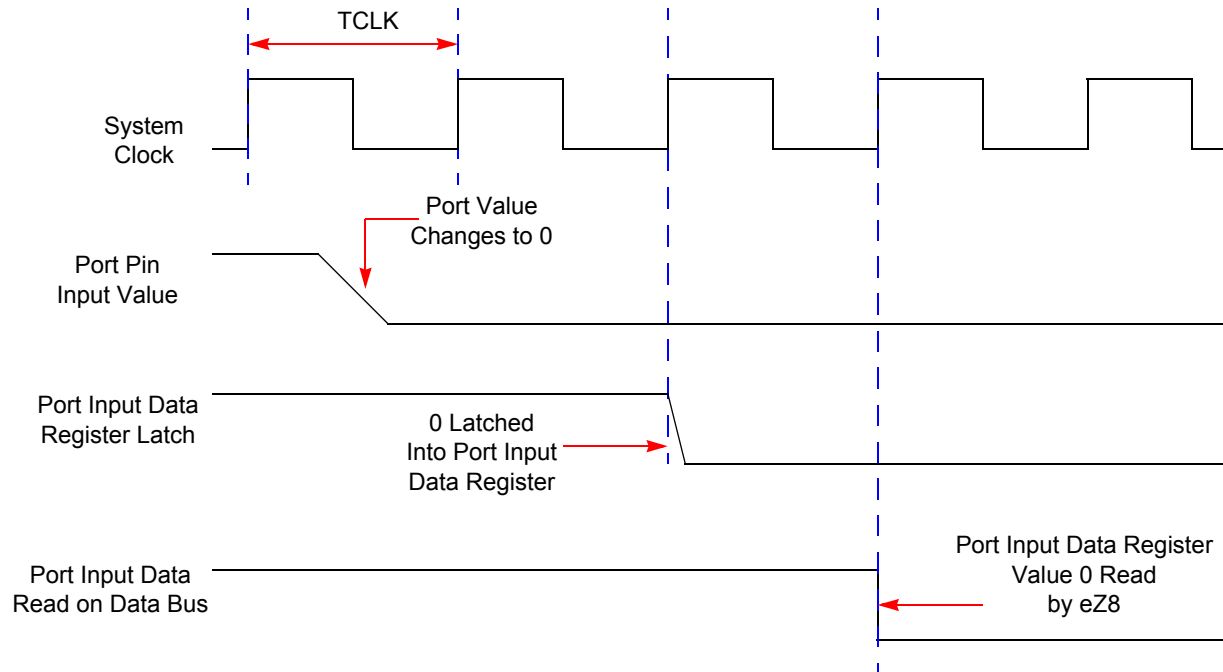 TCLK
System
Clock
Port Value
Changes to 0
Port Pin
Input Value
Port Input Data
Register Latch
0 Latched
Into Port Input
Data Register
Port Input Data Register
Value 0 Read
by eZ8
Port Input Data
Read on Data Bus